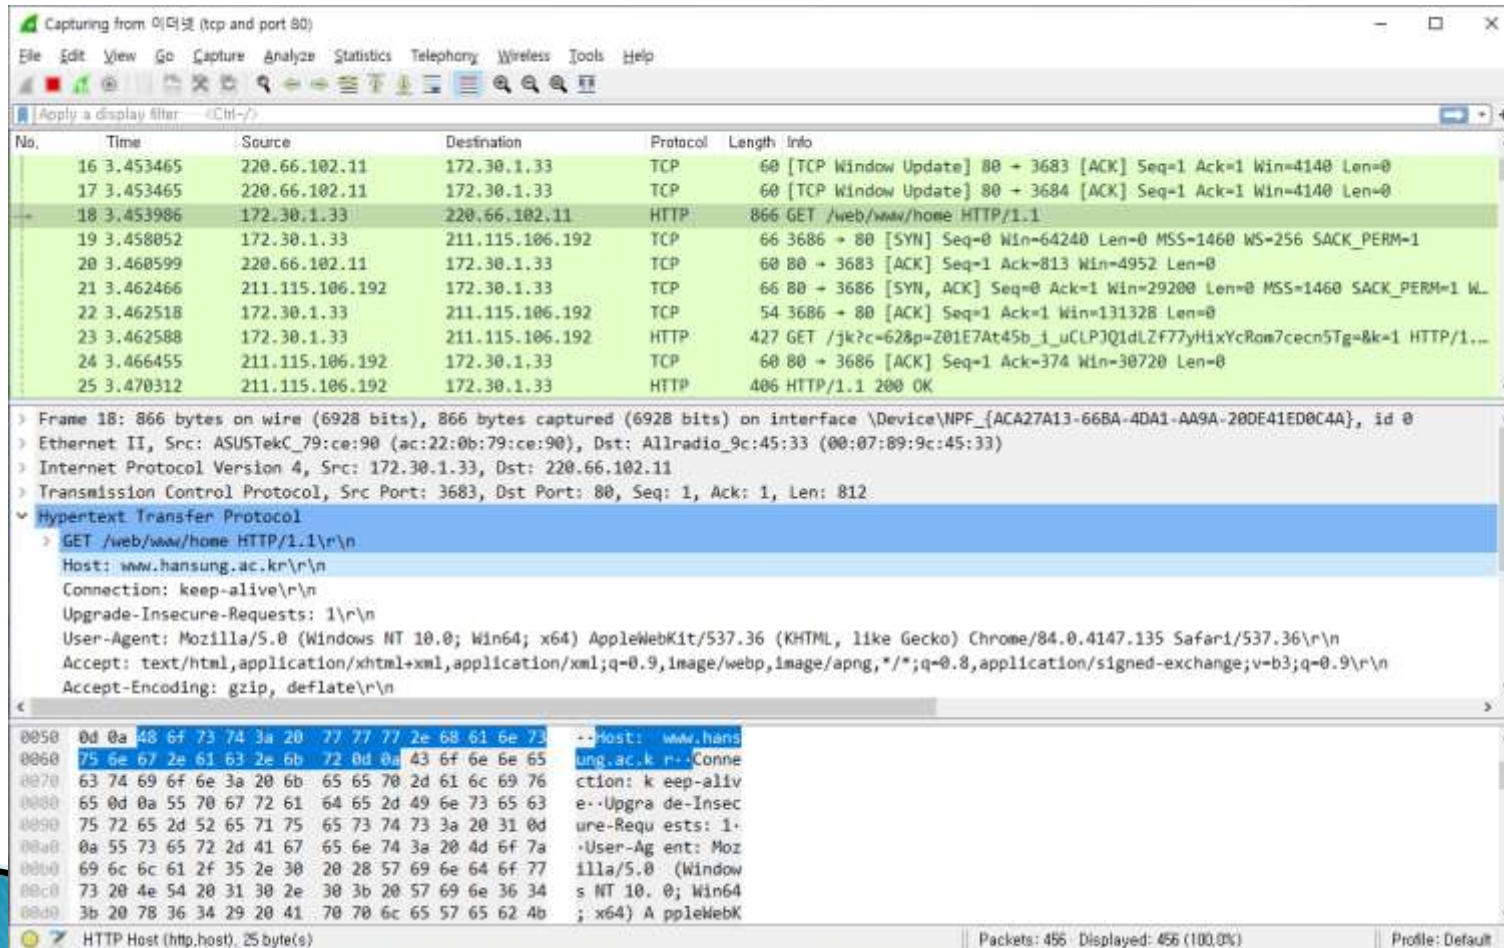 Capturing from 이더넷 (tcp and port 80)
File Edit View Go Capture Analyze Statistics Telephony Wireless Tools Help
Apply a display filter ... <Ctrl-/>
No. Time Source Destination Protocol Length Info
16 3.453465 220.66.102.11 172.30.1.33 TCP 60 [TCP Window Update] 80 → 3683 [ACK] Seq=1 Ack=1 Win=4140 Len=0
17 3.453465 220.66.102.11 172.30.1.33 TCP 60 [TCP Window Update] 80 → 3684 [ACK] Seq=1 Ack=1 Win=4140 Len=0
18 3.453986 172.30.1.33 220.66.102.11 HTTP 866 GET /web/www/home HTTP/1.1
19 3.458052 172.30.1.33 211.115.106.192 TCP 66 3686 → 80 [SYN] Seq=0 Win=64240 Len=0 MSS=1460 WS=256 SACK_PERM=1
20 3.460599 220.66.102.11 172.30.1.33 TCP 60 80 → 3683 [ACK] Seq=1 Ack=813 Win=4952 Len=0
21 3.462466 211.115.106.192 172.30.1.33 TCP 66 80 → 3686 [SYN, ACK] Seq=0 Ack=1 Win=29200 Len=0 MSS=1460 SACK_PERM=1 W…
22 3.462518 172.30.1.33 211.115.106.192 TCP 54 3686 → 80 [ACK] Seq=1 Ack=1 Win=131328 Len=0
23 3.462588 172.30.1.33 211.115.106.192 HTTP 427 GET /jk?c=62&p=Z01E7At45b_i_uCLPJQ1dLZf77yHixYcRom7cecn5Tg=&k=1 HTTP/1.…
24 3.466455 211.115.106.192 172.30.1.33 TCP 60 80 → 3686 [ACK] Seq=1 Ack=374 Win=30720 Len=0
25 3.470312 211.115.106.192 172.30.1.33 HTTP 406 HTTP/1.1 200 OK
Frame 18: 866 bytes on wire (6928 bits), 866 bytes captured (6928 bits) on interface \Device\NPF_{ACA27A13-66BA-4DA1-AA9A-20DE41ED0C4A}, id 0
Ethernet II, Src: ASUSTekC_79:ce:90 (ac:22:0b:79:ce:90), Dst: Allradio_9c:45:33 (00:07:89:9c:45:33)
Internet Protocol Version 4, Src: 172.30.1.33, Dst: 220.66.102.11
Transmission Control Protocol, Src Port: 3683, Dst Port: 80, Seq: 1, Ack: 1, Len: 812
Hypertext Transfer Protocol
GET /web/www/home HTTP/1.1\r\n
Host: www.hansung.ac.kr\r\n
Connection: keep-alive\r\n
Upgrade-Insecure-Requests: 1\r\n
User-Agent: Mozilla/5.0 (Windows NT 10.0; Win64; x64) AppleWebKit/537.36 (KHTML, like Gecko) Chrome/84.0.4147.135 Safari/537.36\r\n
Accept: text/html,application/xhtml+xml,application/xml;q=0.9,image/webp,image/apng,*/*;q=0.8,application/signed-exchange;v=b3;q=0.9\r\n
Accept-Encoding: gzip, deflate\r\n
0050 0d 0a 48 6f 73 74 3a 20 77 77 77 2e 68 61 6e 73 ··Host: www.hans
0060 75 6e 67 2e 61 63 2e 6b 72 0d 0a 43 6f 6e 6e 65 ung.ac.k r··Conne
0070 63 74 69 6f 6e 3a 20 6b 65 65 70 2d 61 6c 69 76 ction: k eep-aliv
0080 65 0d 0a 55 70 67 72 61 64 65 2d 49 6e 73 65 63 e··Upgra de-Insec
0090 75 72 65 2d 52 65 71 75 65 73 74 73 3a 20 31 0d ure-Requ ests: 1·
00a0 0a 55 73 65 72 2d 41 67 65 6e 74 3a 20 4d 6f 7a ·User-Ag ent: Moz
00b0 69 6c 6c 61 2f 35 2e 30 20 28 57 69 6e 64 6f 77 illa/5.0 (Window
00c0 73 20 4e 54 20 31 30 2e 30 3b 20 57 69 6e 36 34 s NT 10. 0; Win64
00d0 3b 20 78 36 34 29 20 41 70 70 6c 65 57 65 62 4b ; x64) A ppleWebK
HTTP Host (http.host), 25 byte(s) Packets: 456 Displayed: 456 (100.0%) Profile: Default